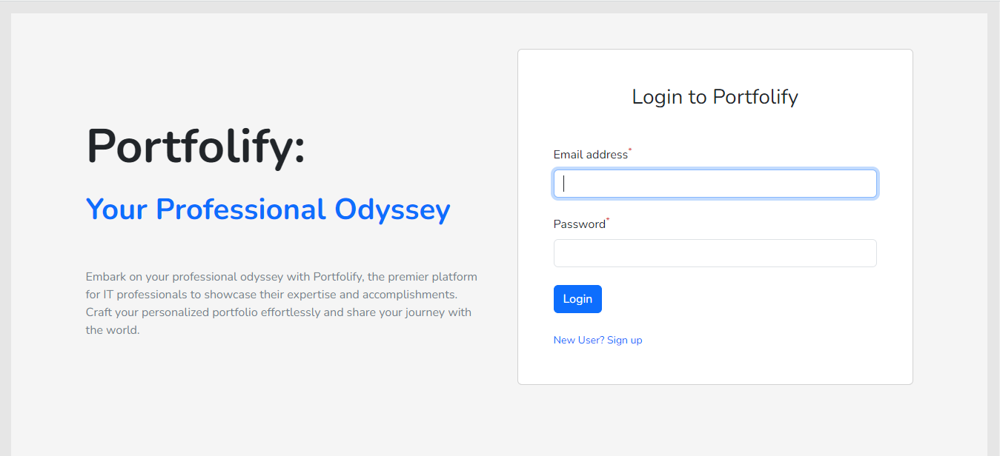 Portfolify:
Your Professional Odyssey
Embark on your professional odyssey with Portfolify, the premier platform
for IT professionals to showcase their expertise and accomplishments.
Craft your personalized portfolio effortlessly and share your journey with
the world.
Login to Portfolify
Email address*
Password*
Login
New User? Sign up